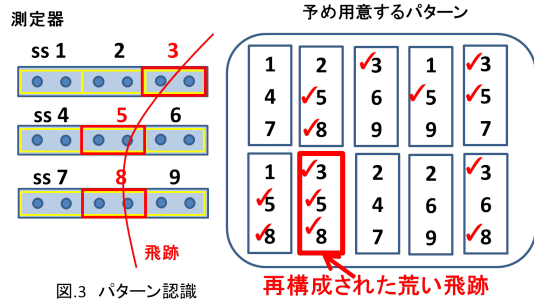 測定器
ss 1 2 3
ss 4 5 6
ss 7 8 9
飛跡
図.3 パターン認識
予め用意するパターン
1 2 3 1 3
4 5 6 5 5
7 8 9 9 7
1 3 2 2 3
5 5 4 6 6
8 8 7 9 8
再構成された荒い飛跡